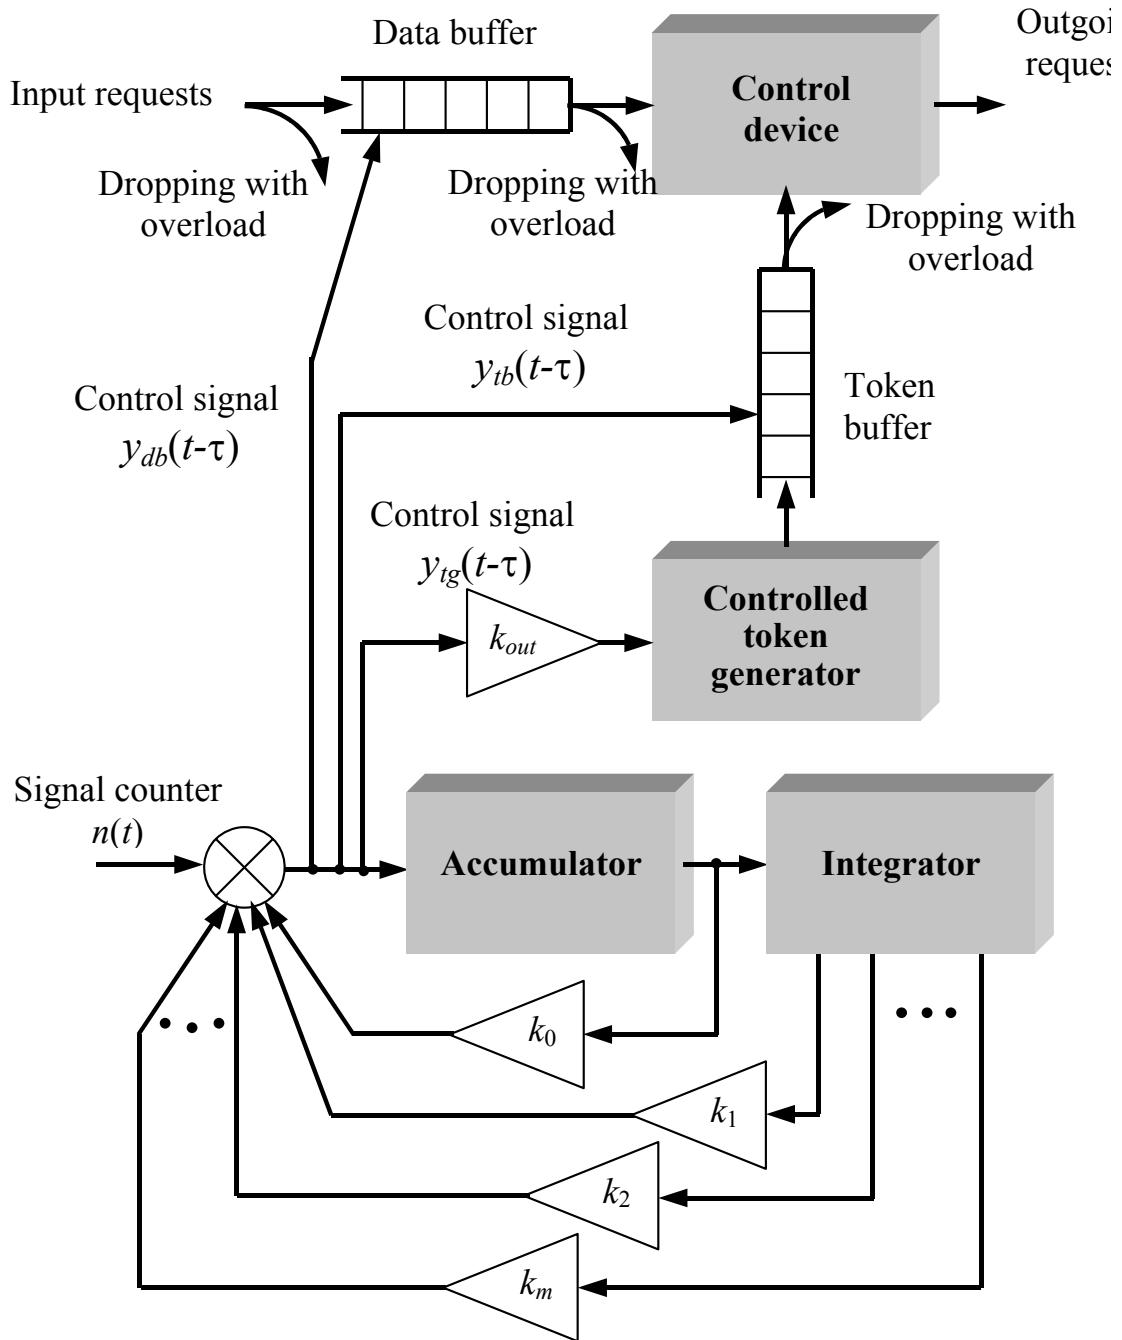 Data buffer
Outgoi
reques
Input requests
Control
device
Dropping with
overload
Dropping with
overload
Dropping with
overload
Control signal
y_tb(t-τ)
Control signal
y_db(t-τ)
Token
buffer
Control signal
y_tg(t-τ)
k_out
Controlled
token
generator
Signal counter
n(t)
Accumulator
Integrator
k_0
k_1
k_2
k_m